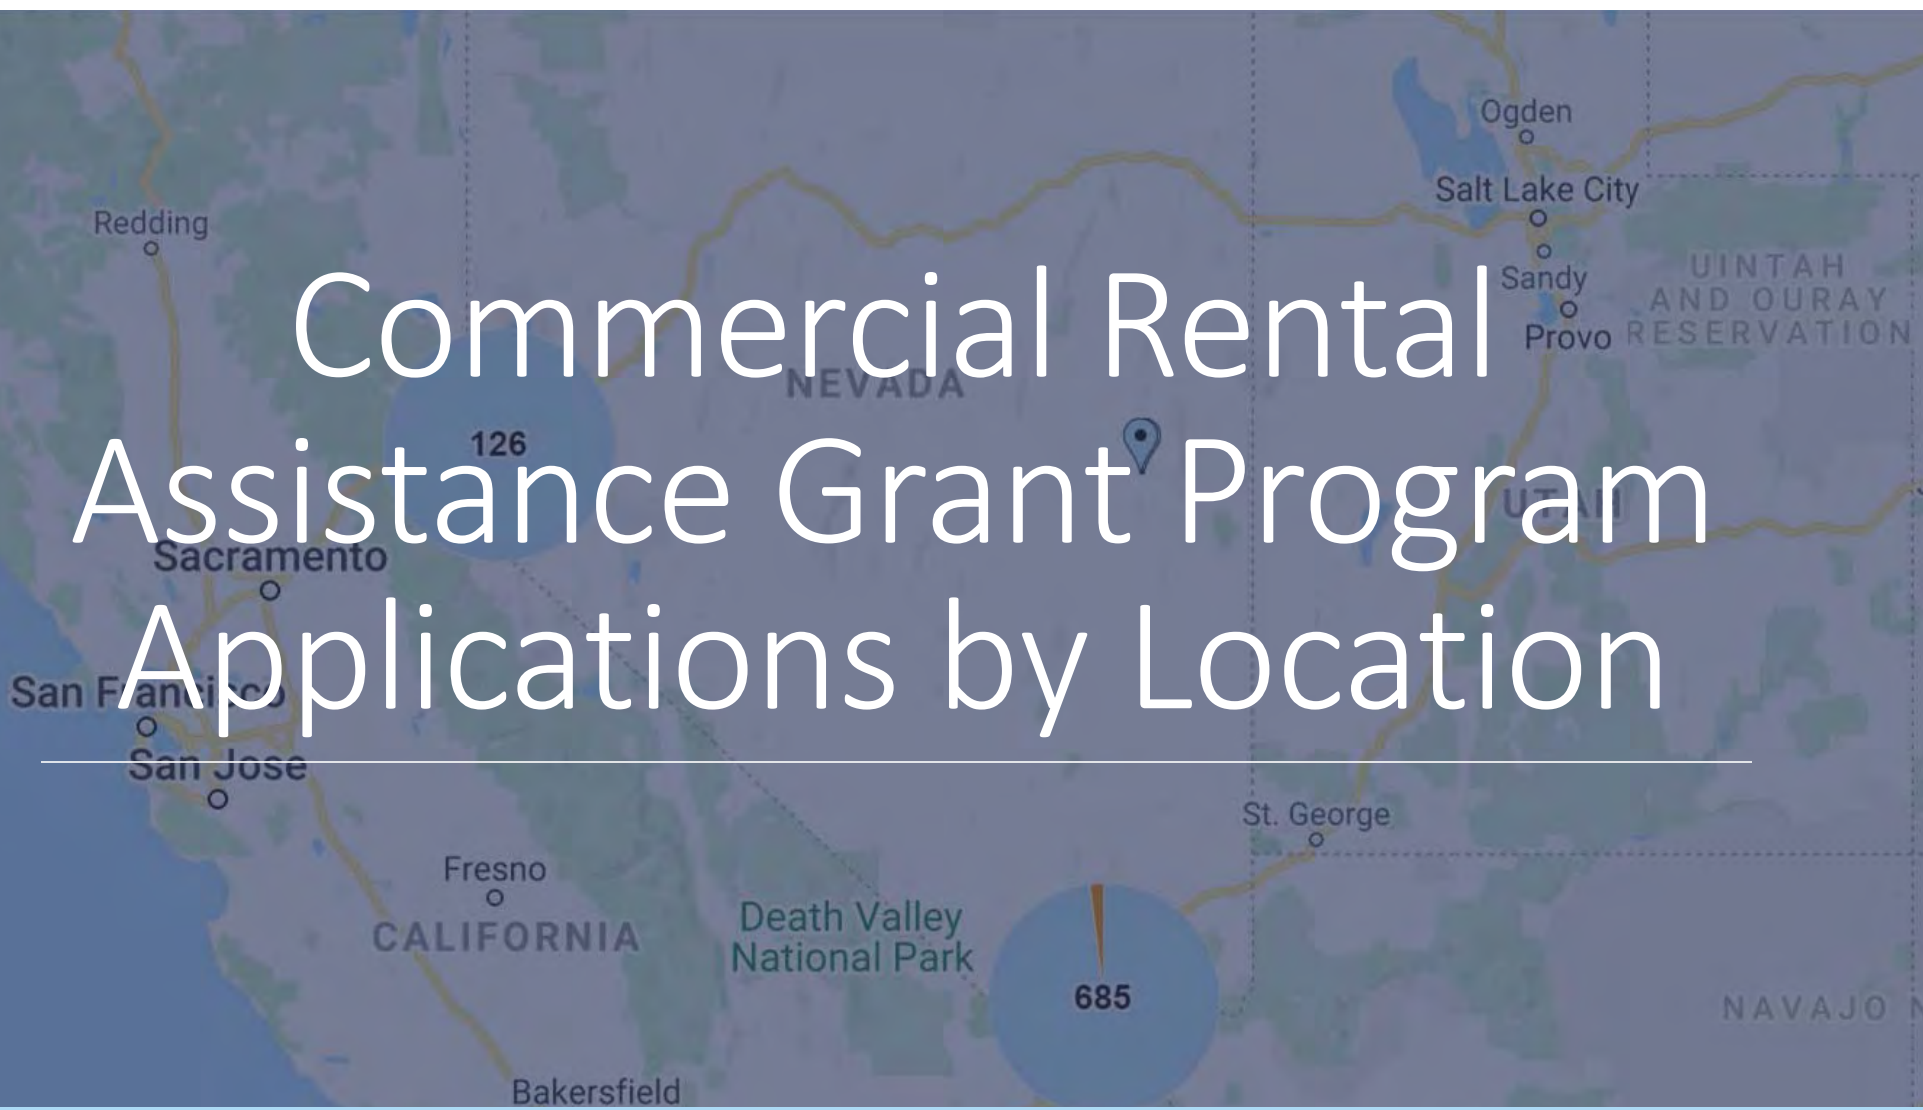 Ogden
Salt Lake City
Redding
Sandy
UINTAH
AND OURAY
RESERVATION
Provo
Commercial Rental
NEVADA
126
Assistance Grant Program
UTAH
Sacramento
Applications by Location
San Francisco
San Jose
St. George
Fresno
CALIFORNIA
Death Valley
National Park
685
NAVAJO N
Bakersfield